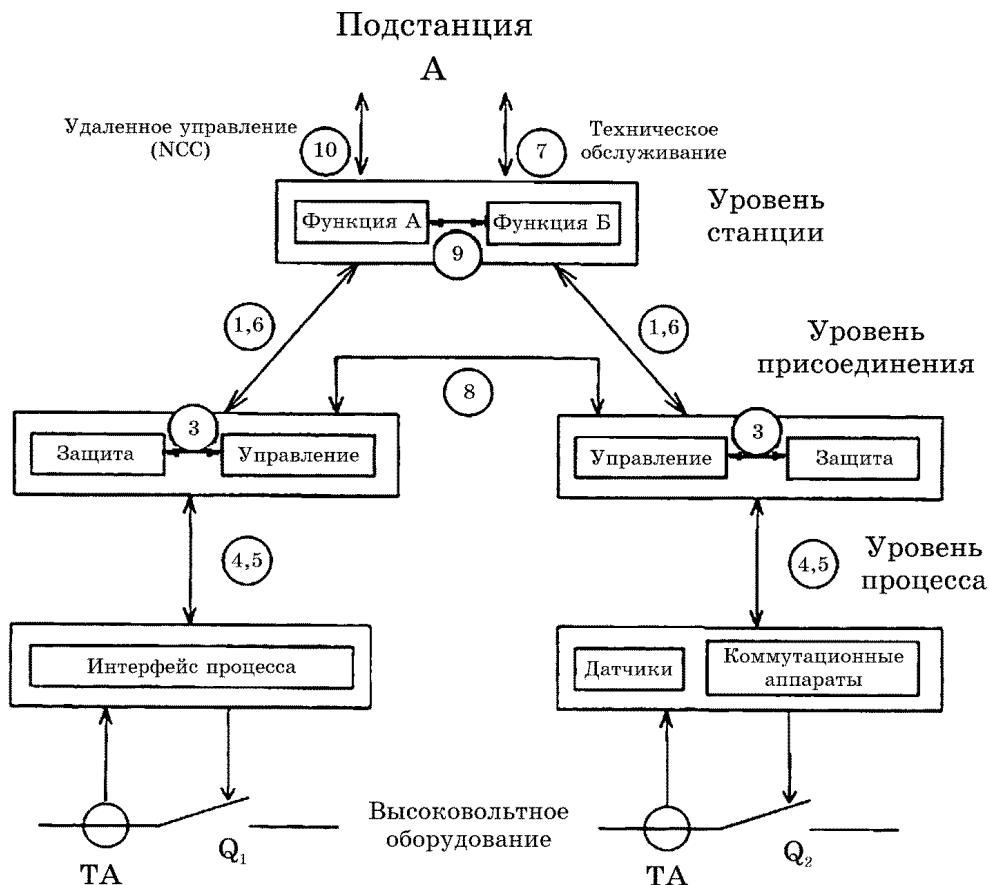 Подстанция
А
Удаленное управление
(NCC)
10
7
Техническое
обслуживание
Функция А
Функция Б
9
Уровень
станции
1,6
1,6
Уровень
присоединения
8
3
Защита
Управление
3
Управление
Защита
4,5
4,5
Уровень
процесса
Интерфейс процесса
Датчики
Коммутационные
аппараты
Высоковольтное
оборудование
TA
Q₁
TA
Q₂